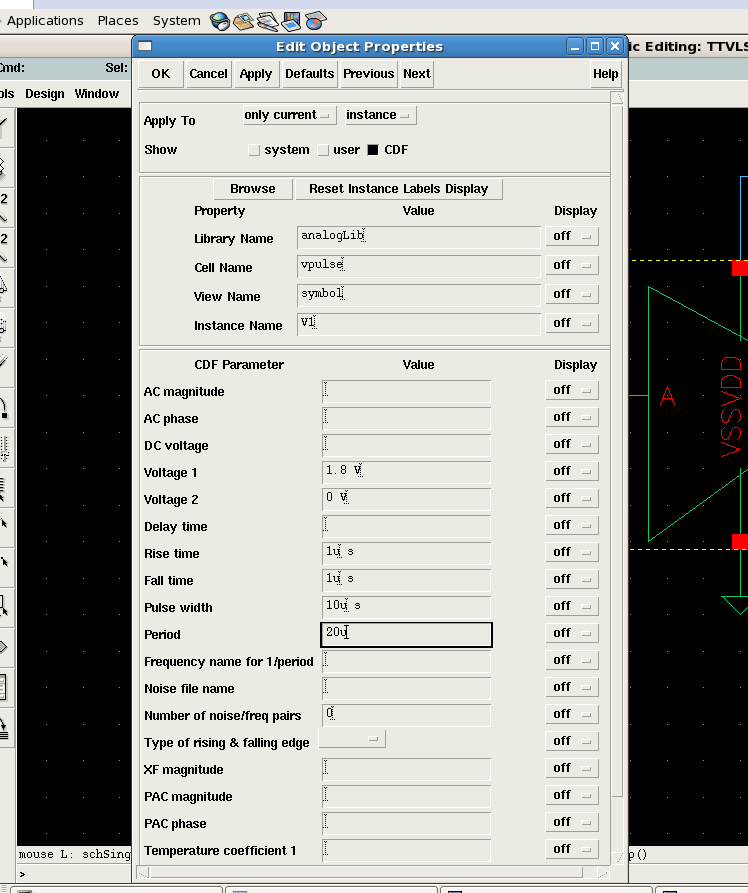 Applications Places System
Edit Object Properties
ic Editing: TTVLS
Cmd: Sel:
ols Design Window
OK Cancel Apply Defaults Previous Next Help
Apply To only current instance
Show system user CDF
Browse Reset Instance Labels Display
Property Value Display
Library Name analogLib off
Cell Name vpulse off
View Name symbol off
Instance Name V1 off
CDF Parameter Value Display
AC magnitude off
AC phase off
DC voltage off
Voltage 1 1.8 V off
Voltage 2 0 V off
Delay time off
Rise time 1u s off
Fall time 1u s off
Pulse width 10u s off
Period 20u off
Frequency name for 1/period off
Noise file name off
Number of noise/freq pairs 0 off
Type of rising & falling edge off
XF magnitude off
PAC magnitude off
PAC phase off
Temperature coefficient 1 off
A
VSSVDD
2
2
mouse L: schSing
p()
>